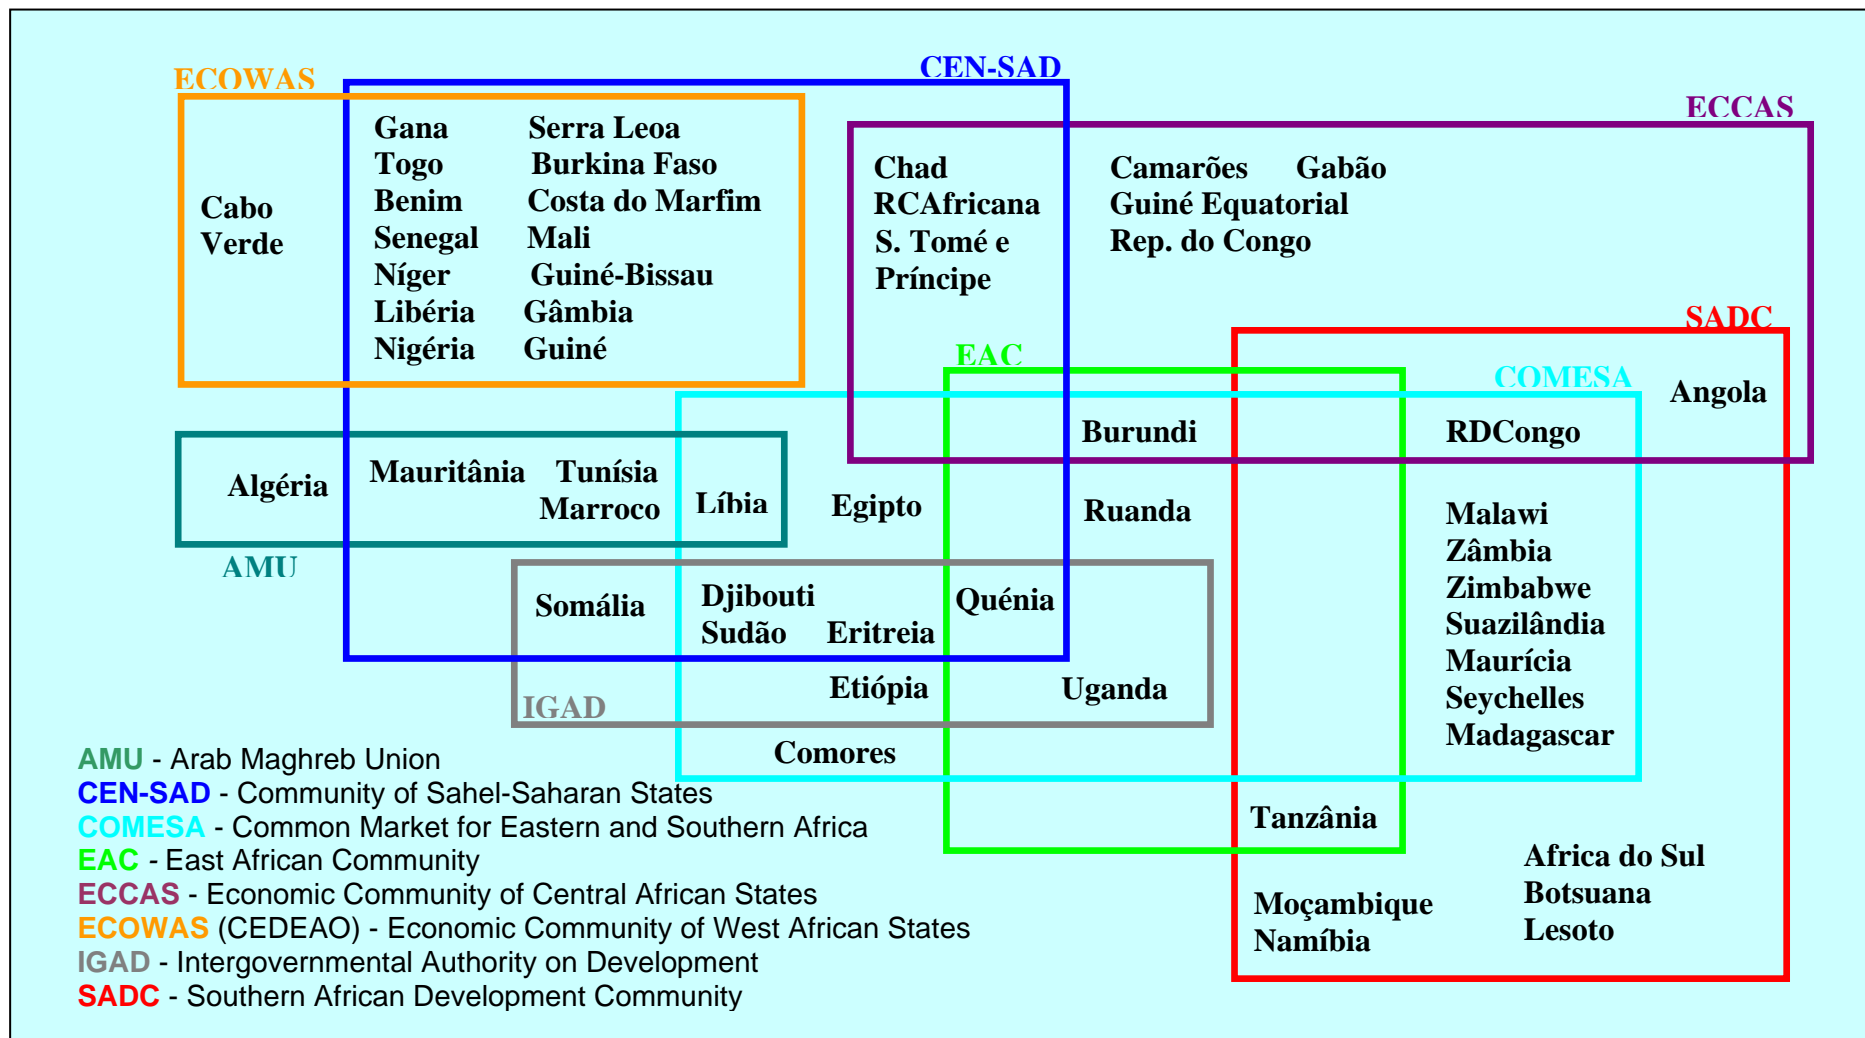 ECOWAS
CEN-SAD
ECCAS
Gana Serra Leoa
Togo Burkina Faso
Benim Costa do Marfim
Senegal Mali
Níger Guiné-Bissau
Libéria Gâmbia
Nigéria Guiné
Cabo
Verde
Chad
RCAfricana
S. Tomé e
Príncipe
Camarões Gabão
Guiné Equatorial
Rep. do Congo
SADC
EAC
COMESA
Angola
Burundi
RDCongo
Algéria
Mauritânia Tunísia
Marroco
Líbia
Egipto
Ruanda
AMU
Malawi
Zâmbia
Zimbabwe
Suazilândia
Maurícia
Seychelles
Madagascar
Somália
Djibouti
Sudão Eritreia
Quénia
Etiópia
Uganda
IGAD
Comores
Tanzânia
Moçambique
Namíbia
Africa do Sul
Botsuana
Lesoto
AMU - Arab Maghreb Union
CEN-SAD - Community of Sahel-Saharan States
COMESA - Common Market for Eastern and Southern Africa
EAC - East African Community
ECCAS - Economic Community of Central African States
ECOWAS (CEDEAO) - Economic Community of West African States
IGAD - Intergovernmental Authority on Development
SADC - Southern African Development Community